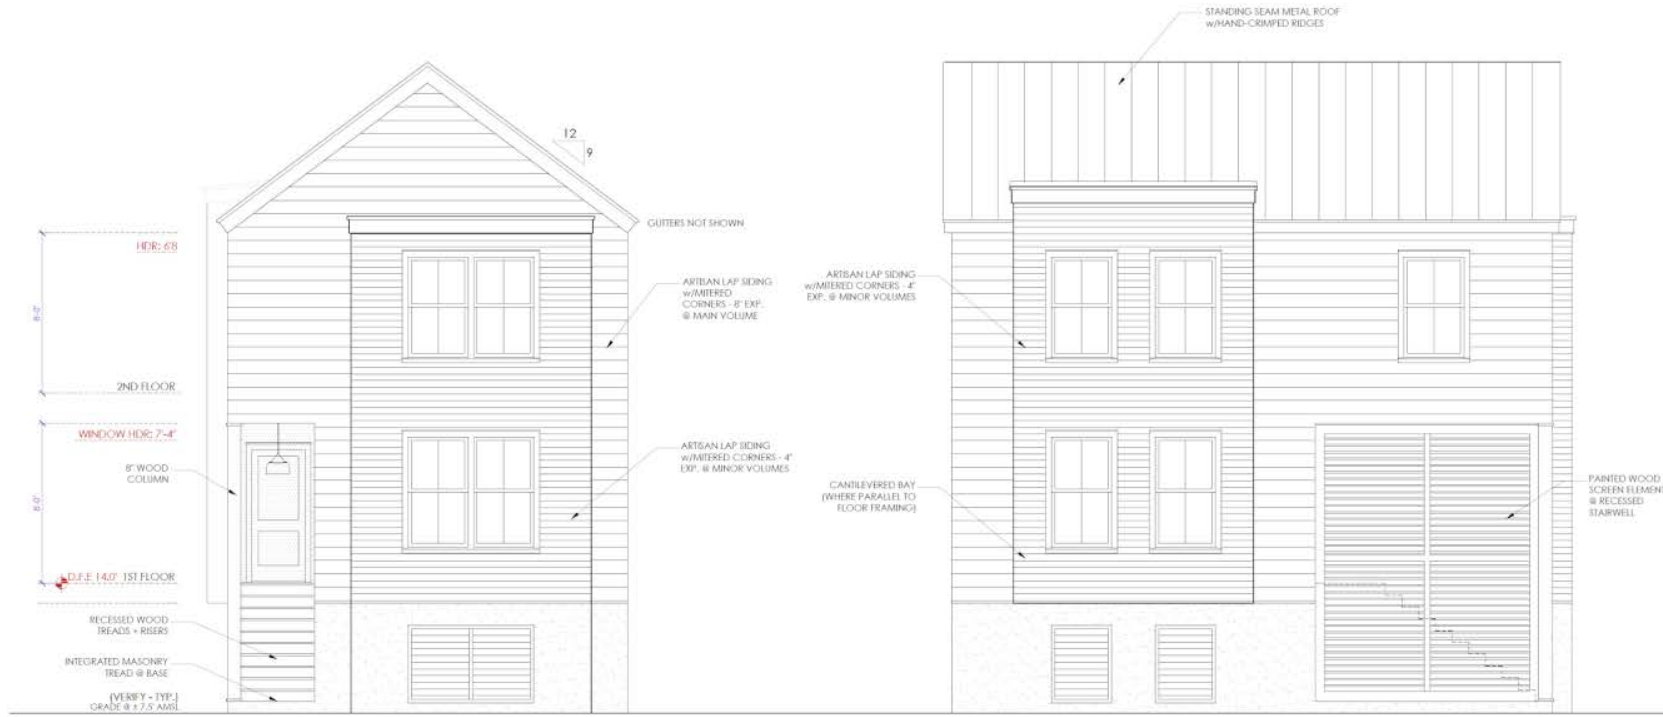 STANDING SEAM METAL ROOF
w/HAND-CRIMPED RIDGES
12
9
GUTTERS NOT SHOWN
HDR: 6'8
8'-0"
2ND FLOOR
WINDOW HDR: 7'-4"
8" WOOD
COLUMN
8'-0"
D.F.E 14.0' 1ST FLOOR
RECESSED WOOD
TREADS + RISERS
INTEGRATED MASONRY
TREAD @ BASE
(VERIFY - TYP.)
GRADE @ ± 7.5' AMSL
ARTISAN LAP SIDING
w/MITERED
CORNERS - 8" EXP.
@ MAIN VOLUME
ARTISAN LAP SIDING
w/MITERED CORNERS - 4"
EXP. @ MINOR VOLUMES
ARTISAN LAP SIDING
w/MITERED CORNERS - 4"
EXP. @ MINOR VOLUMES
CANTILEVERED BAY
(WHERE PARALLEL TO
FLOOR FRAMING)
PAINTED WOOD
SCREEN ELEMENT
@ RECESSED
STAIRWELL